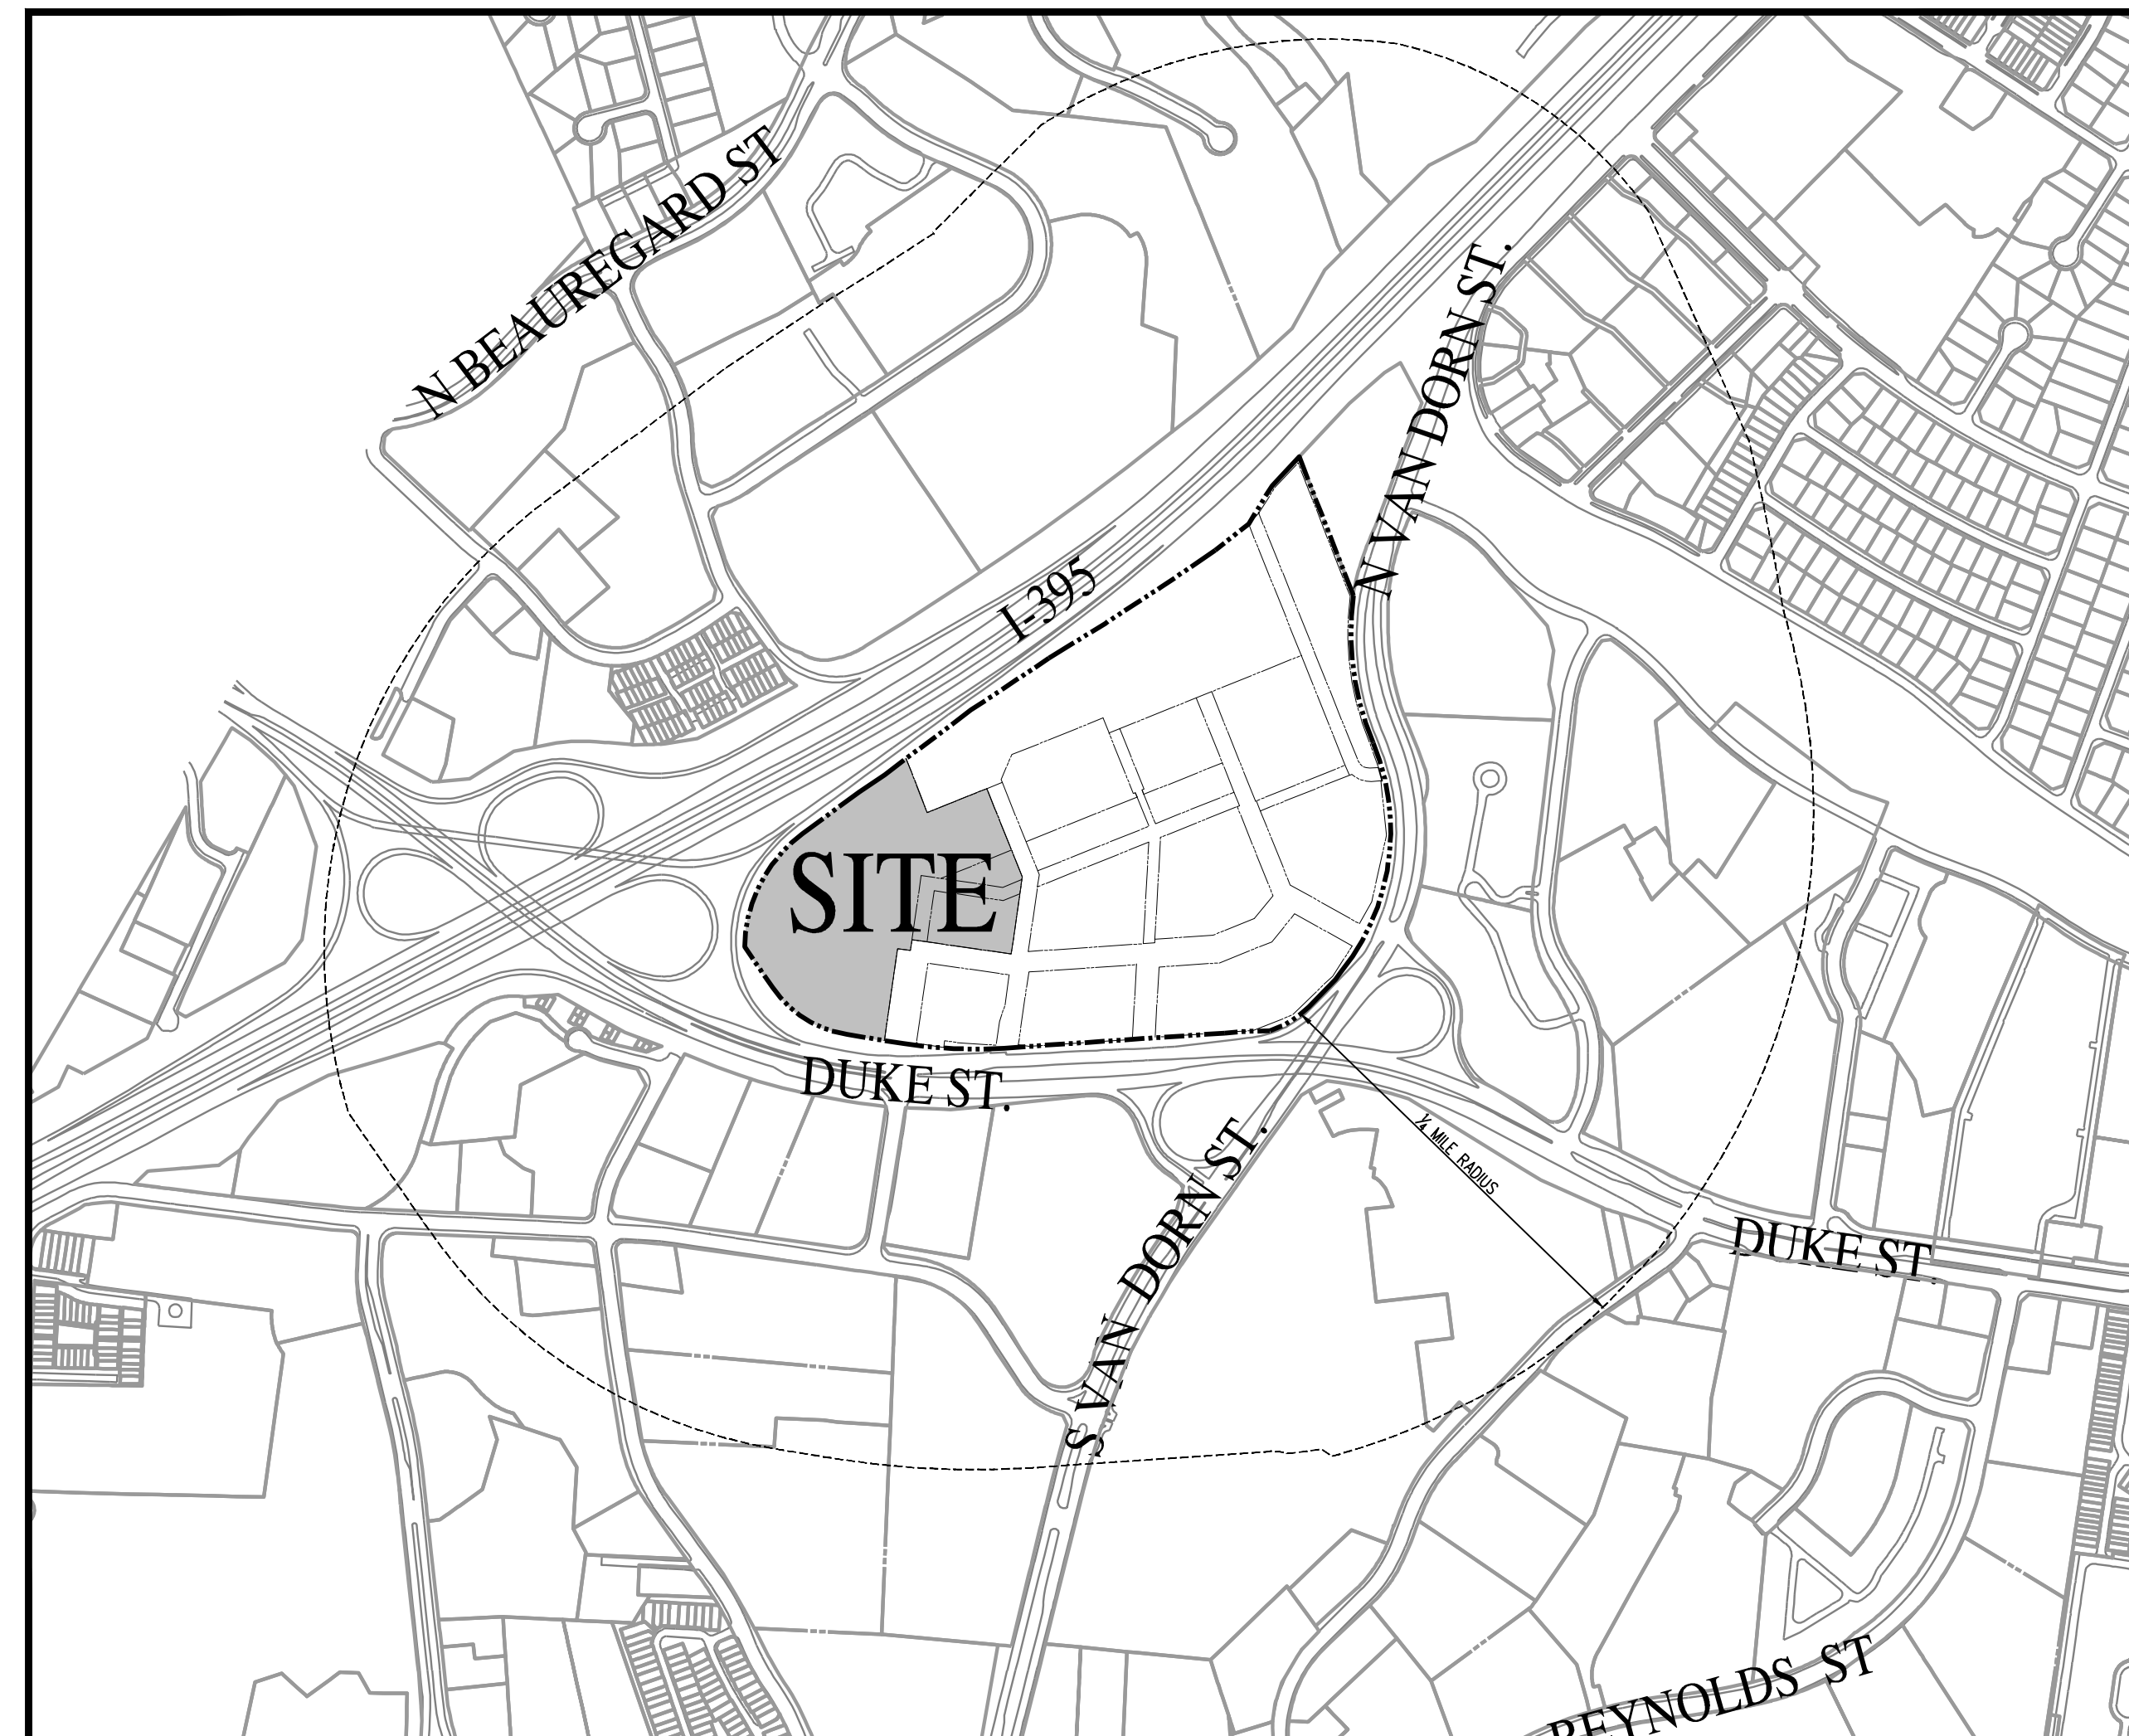 N BEAUREGARD ST
N VAN DORN ST.
I-395
SITE
DUKE ST.
¼ MILE RADIUS
S VAN DORN ST.
DUKE ST.
REYNOLDS ST